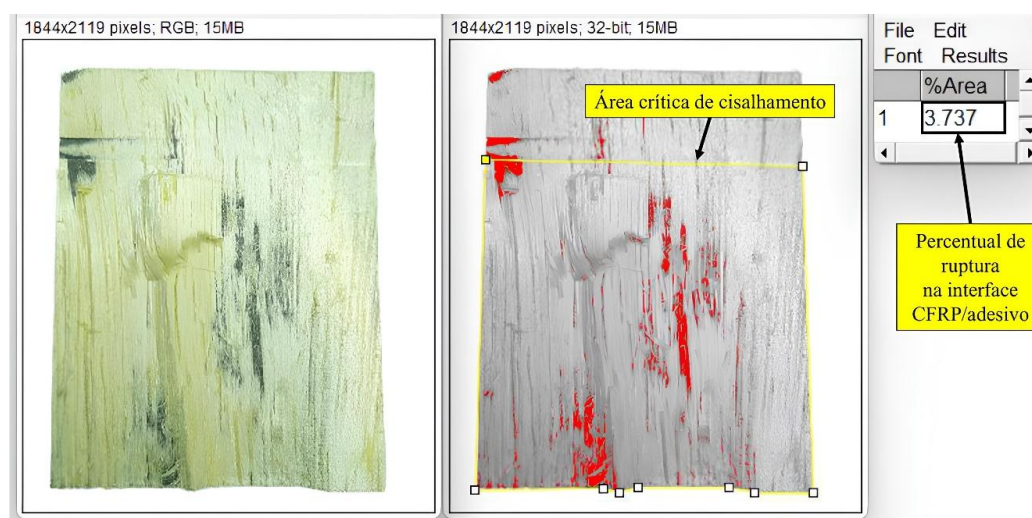 1844x2119 pixels; RGB; 15MB
1844x2119 pixels; 32-bit; 15MB
File Edit
Font Results
%Area
1 3.737
Área crítica de cisalhamento
Percentual de
ruptura
na interface
CFRP/adesivo